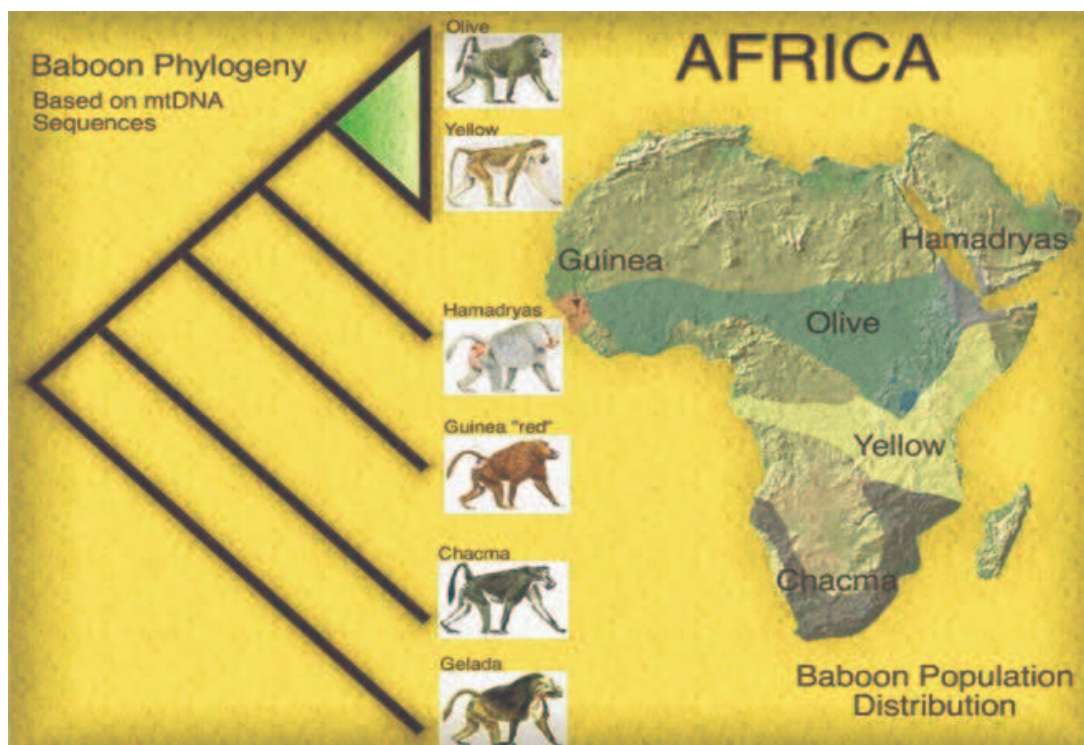 Baboon Phylogeny
Based on mtDNA
Sequences
Olive
Yellow
Hamadryas
Guinea "red"
Chacma
Gelada
AFRICA
Hamadryas
Guinea
Olive
Yellow
Chacma
Baboon Population
Distribution